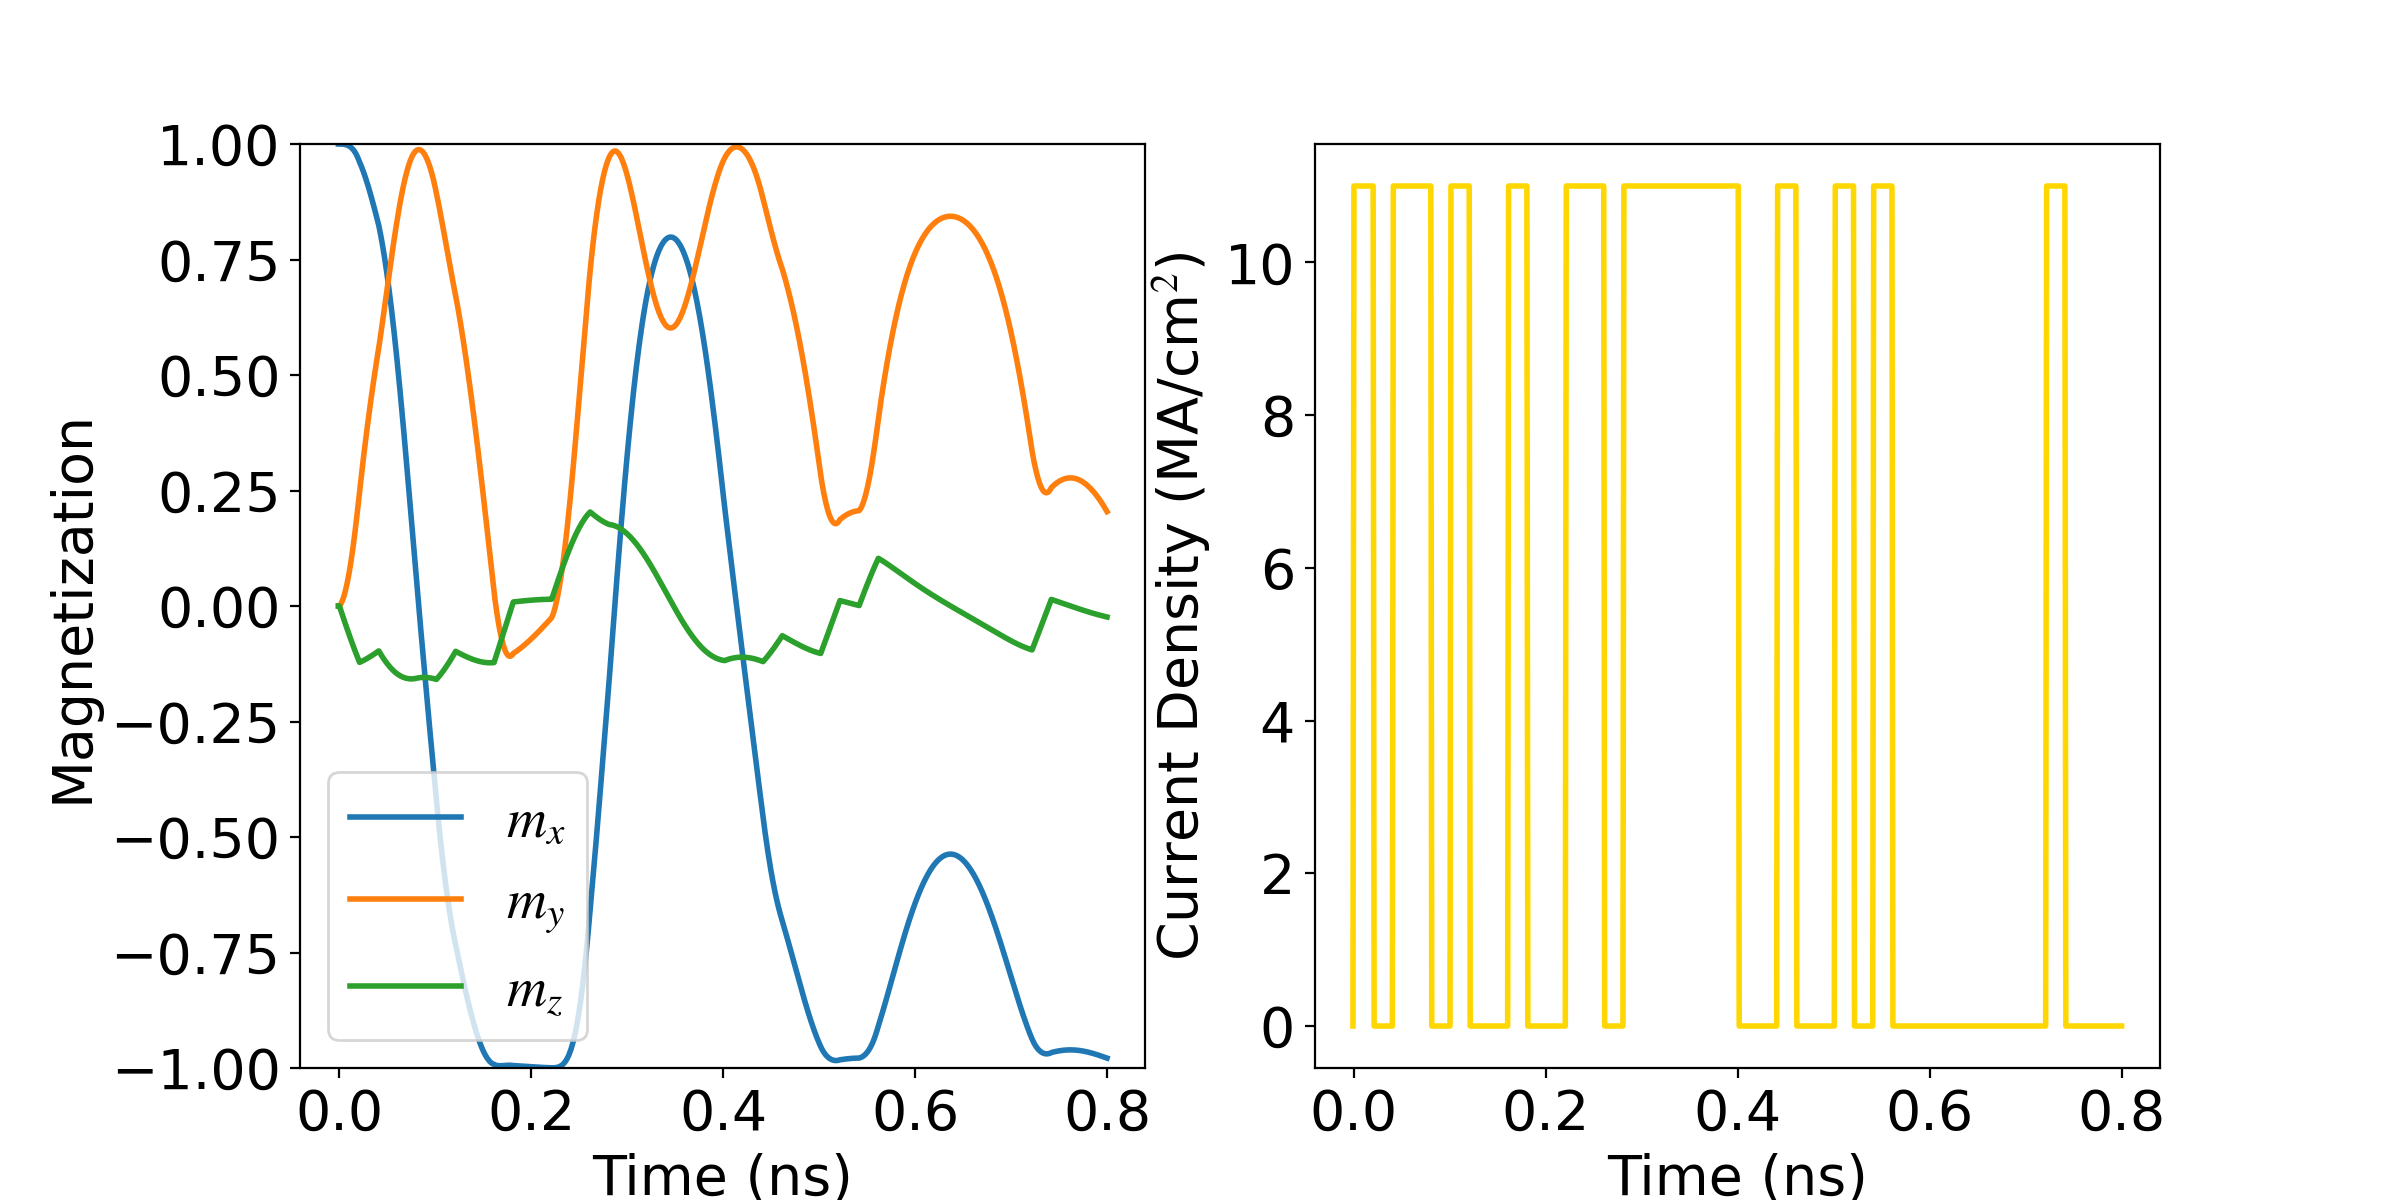 Magnetization
1.00
0.75
0.50
0.25
0.00
−0.25
−0.50
−0.75
−1.00
m_x
m_y
m_z
0.0 0.2 0.4 0.6 0.8
Time (ns)
Current Density (MA/cm²)
10
8
6
4
2
0
0.0 0.2 0.4 0.6 0.8
Time (ns)